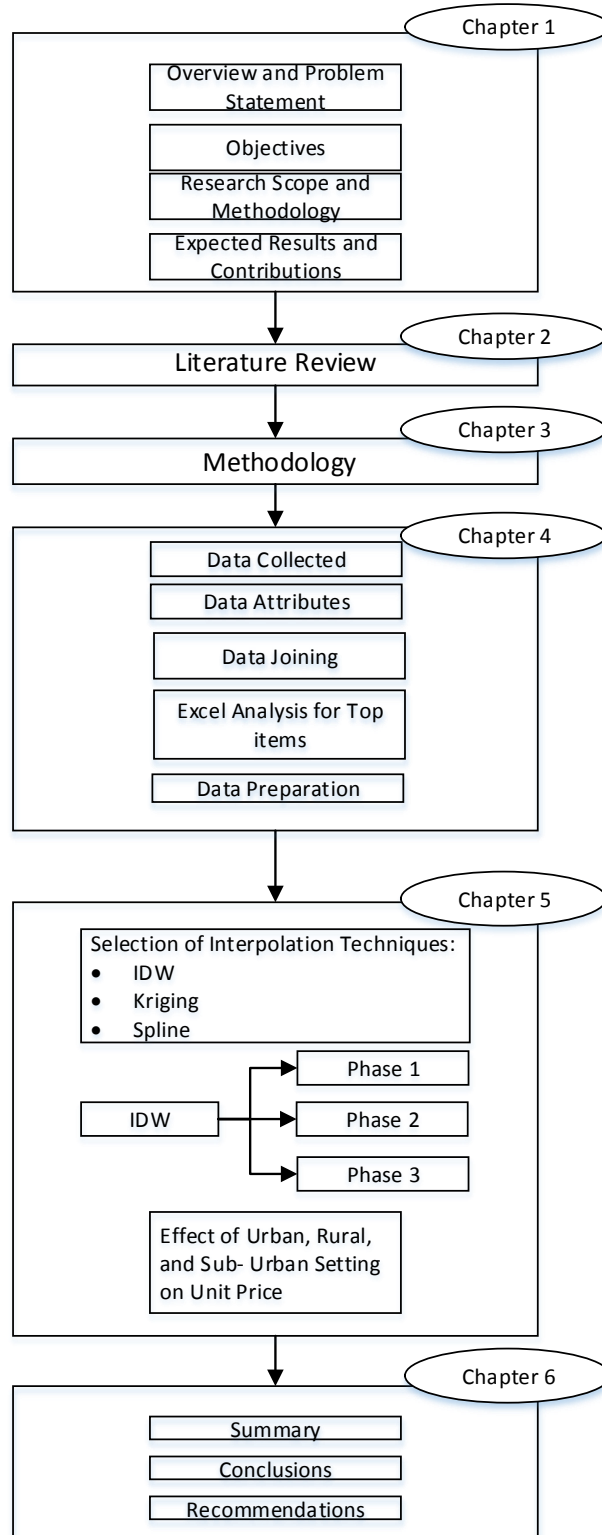 Chapter 1
Overview and Problem
Statement
Objectives
Research Scope and
Methodology
Expected Results and
Contributions
Chapter 2
Literature Review
Chapter 3
Methodology
Chapter 4
Data Collected
Data Attributes
Data Joining
Excel Analysis for Top
items
Data Preparation
Chapter 5
Selection of Interpolation Techniques:
• IDW
• Kriging
• Spline
Phase 1
IDW
Phase 2
Phase 3
Effect of Urban, Rural,
and Sub- Urban Setting
on Unit Price
Chapter 6
Summary
Conclusions
Recommendations